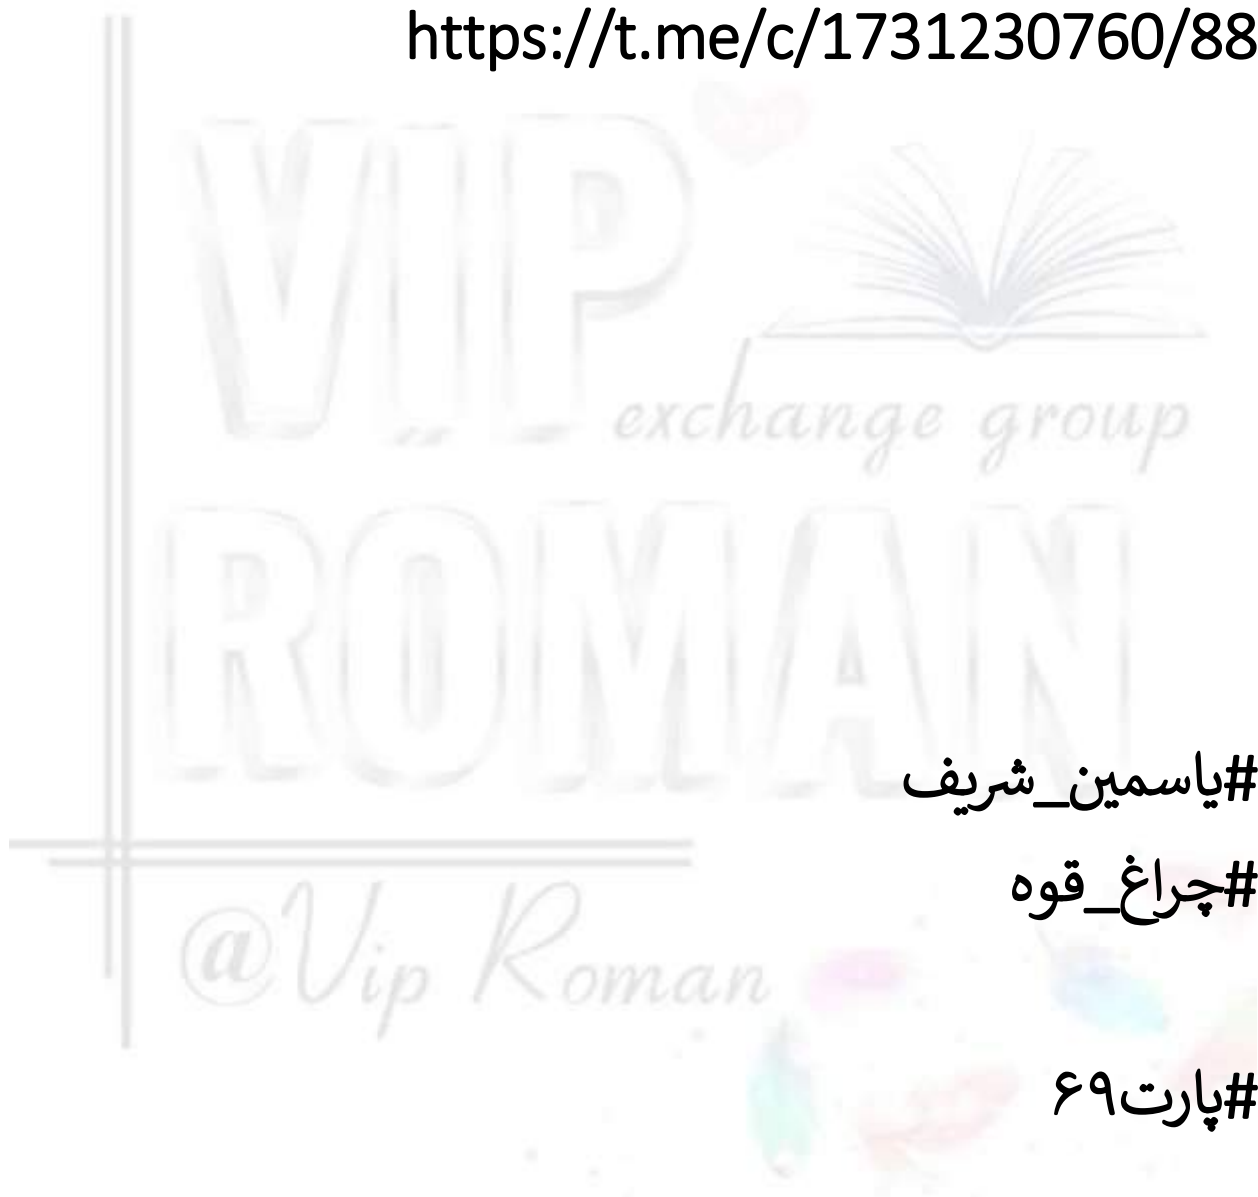 https://t.me/c/1731230760/88
VIP
exchange group
ROMAN
#یاسمین_شریف
#چراغ_قوه
@Vip Roman
#پارت۶۹